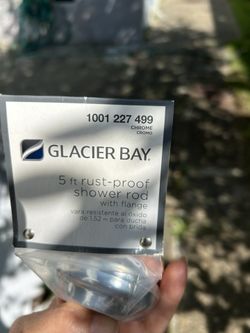 1001 227 499
CHROME
CROMO
GLACIER BAY.
5 ft rust-proof
shower rod
with flange
vara resistente al óxido
de 1,52 m para ducha
con brida